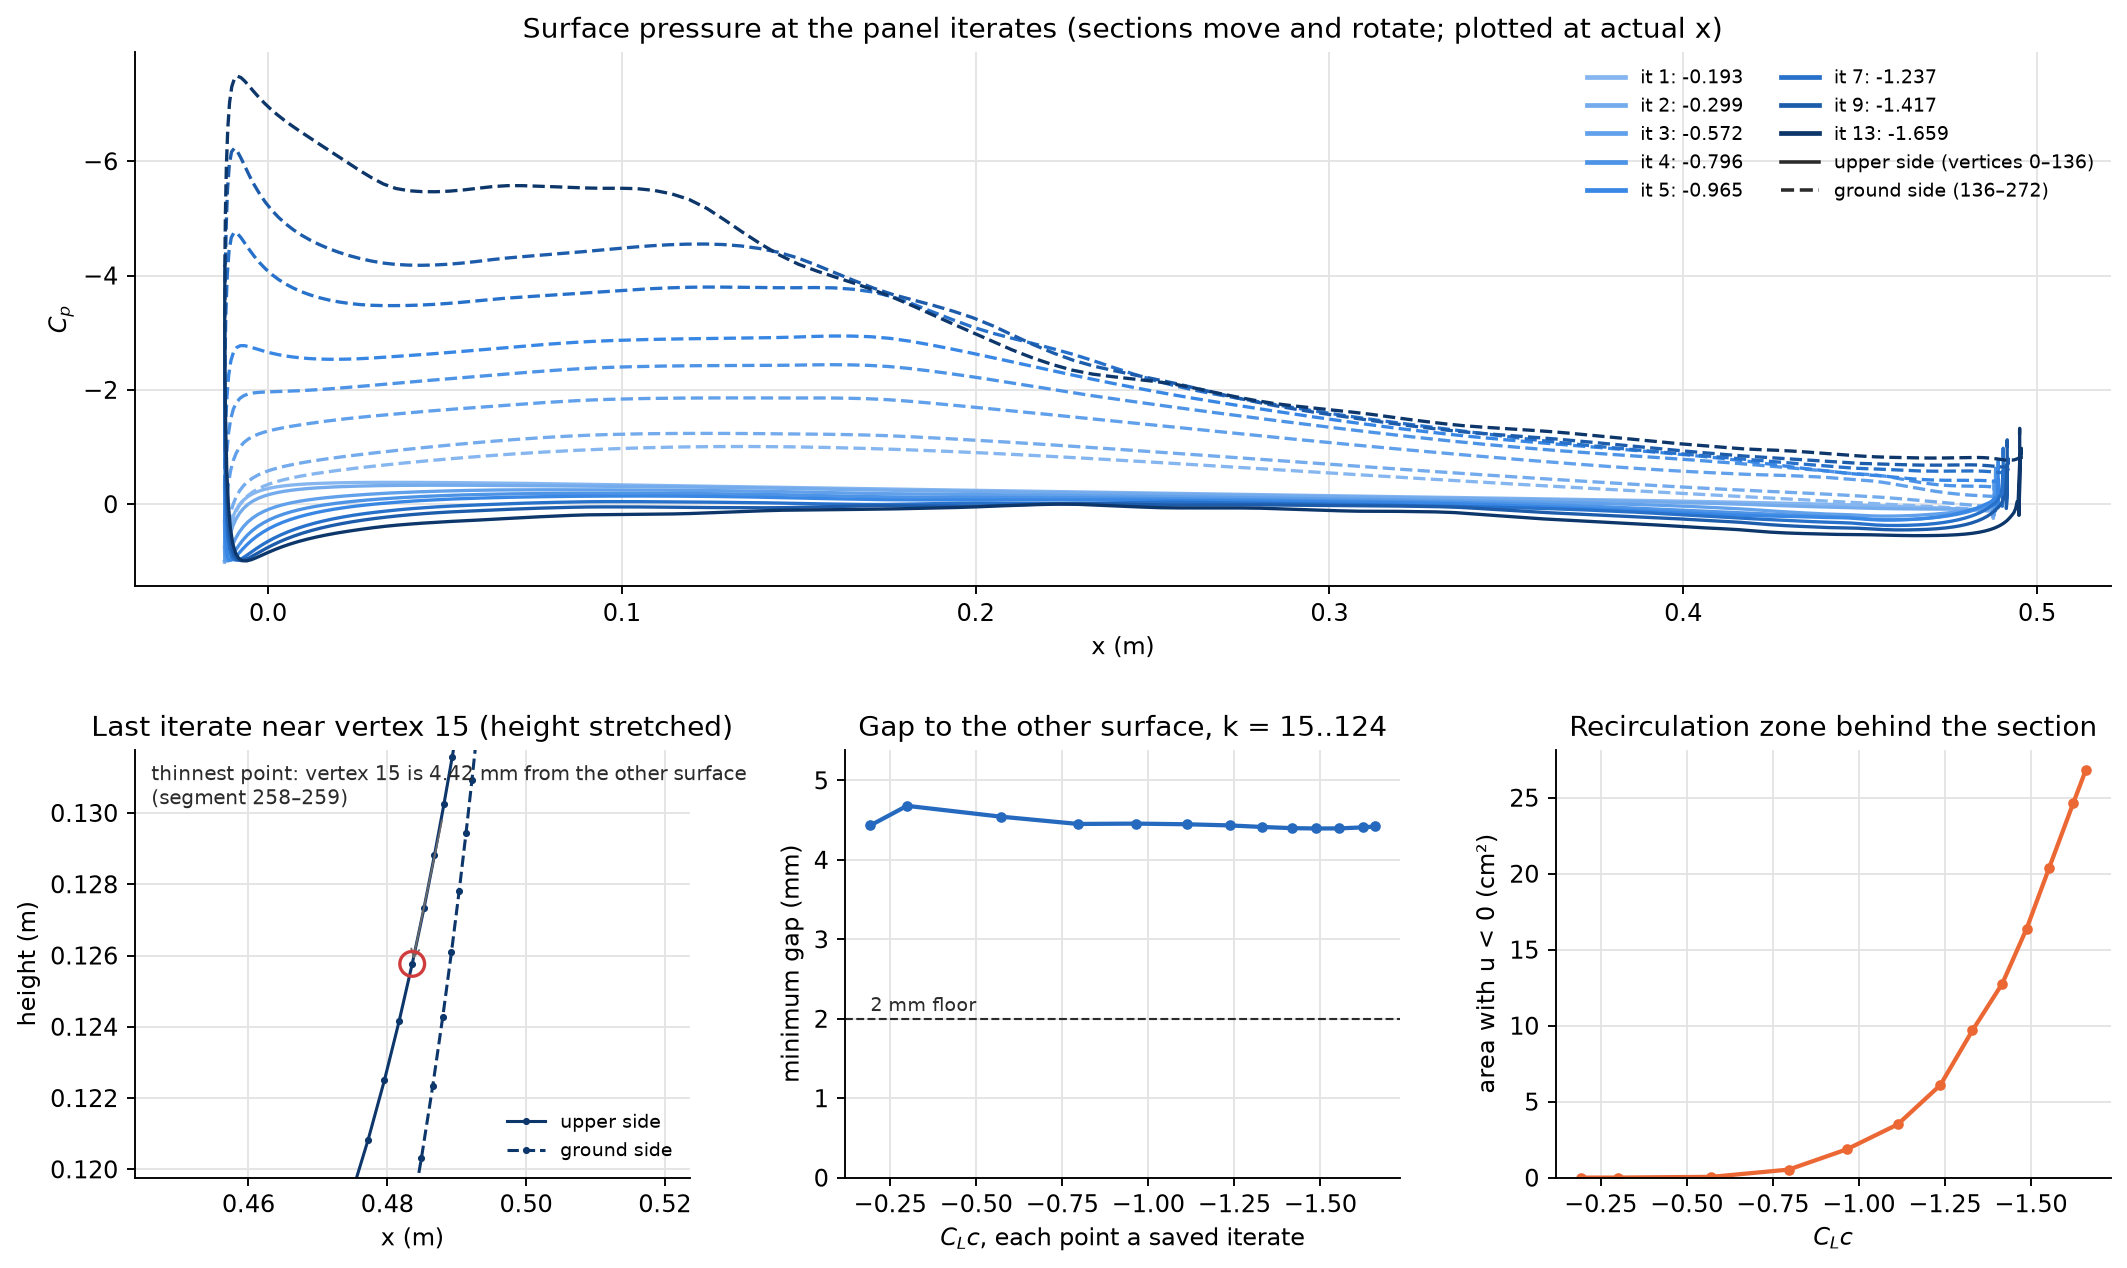 Surface pressure at the panel iterates (sections move and rotate; plotted at actual x)
it 1: -0.193
it 2: -0.299
it 3: -0.572
it 4: -0.796
it 5: -0.965
it 7: -1.237
it 9: -1.417
it 13: -1.659
upper side (vertices 0–136)
ground side (136–272)
−6
−4
−2
0
Cp
0.0 0.1 0.2 0.3 0.4 0.5
x (m)
Last iterate near vertex 15 (height stretched)
thinnest point: vertex 15 is 4.42 mm from the other surface
(segment 258–259)
0.130
0.128
0.126
0.124
0.122
0.120
height (m)
upper side
ground side
0.46 0.48 0.50 0.52
x (m)
Gap to the other surface, k = 15..124
5
4
3
2
1
0
minimum gap (mm)
2 mm floor
−0.25 −0.50 −0.75 −1.00 −1.25 −1.50
CLc, each point a saved iterate
Recirculation zone behind the section
25
20
15
10
5
0
area with u < 0 (cm²)
−0.25 −0.50 −0.75 −1.00 −1.25 −1.50
CLc